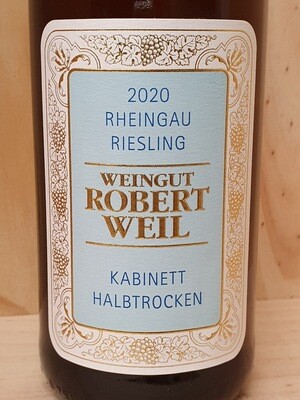 2020
RHEINGAU
RIESLING
WEINGUT
ROBERT
WEIL
KABINETT
HALBTROCKEN